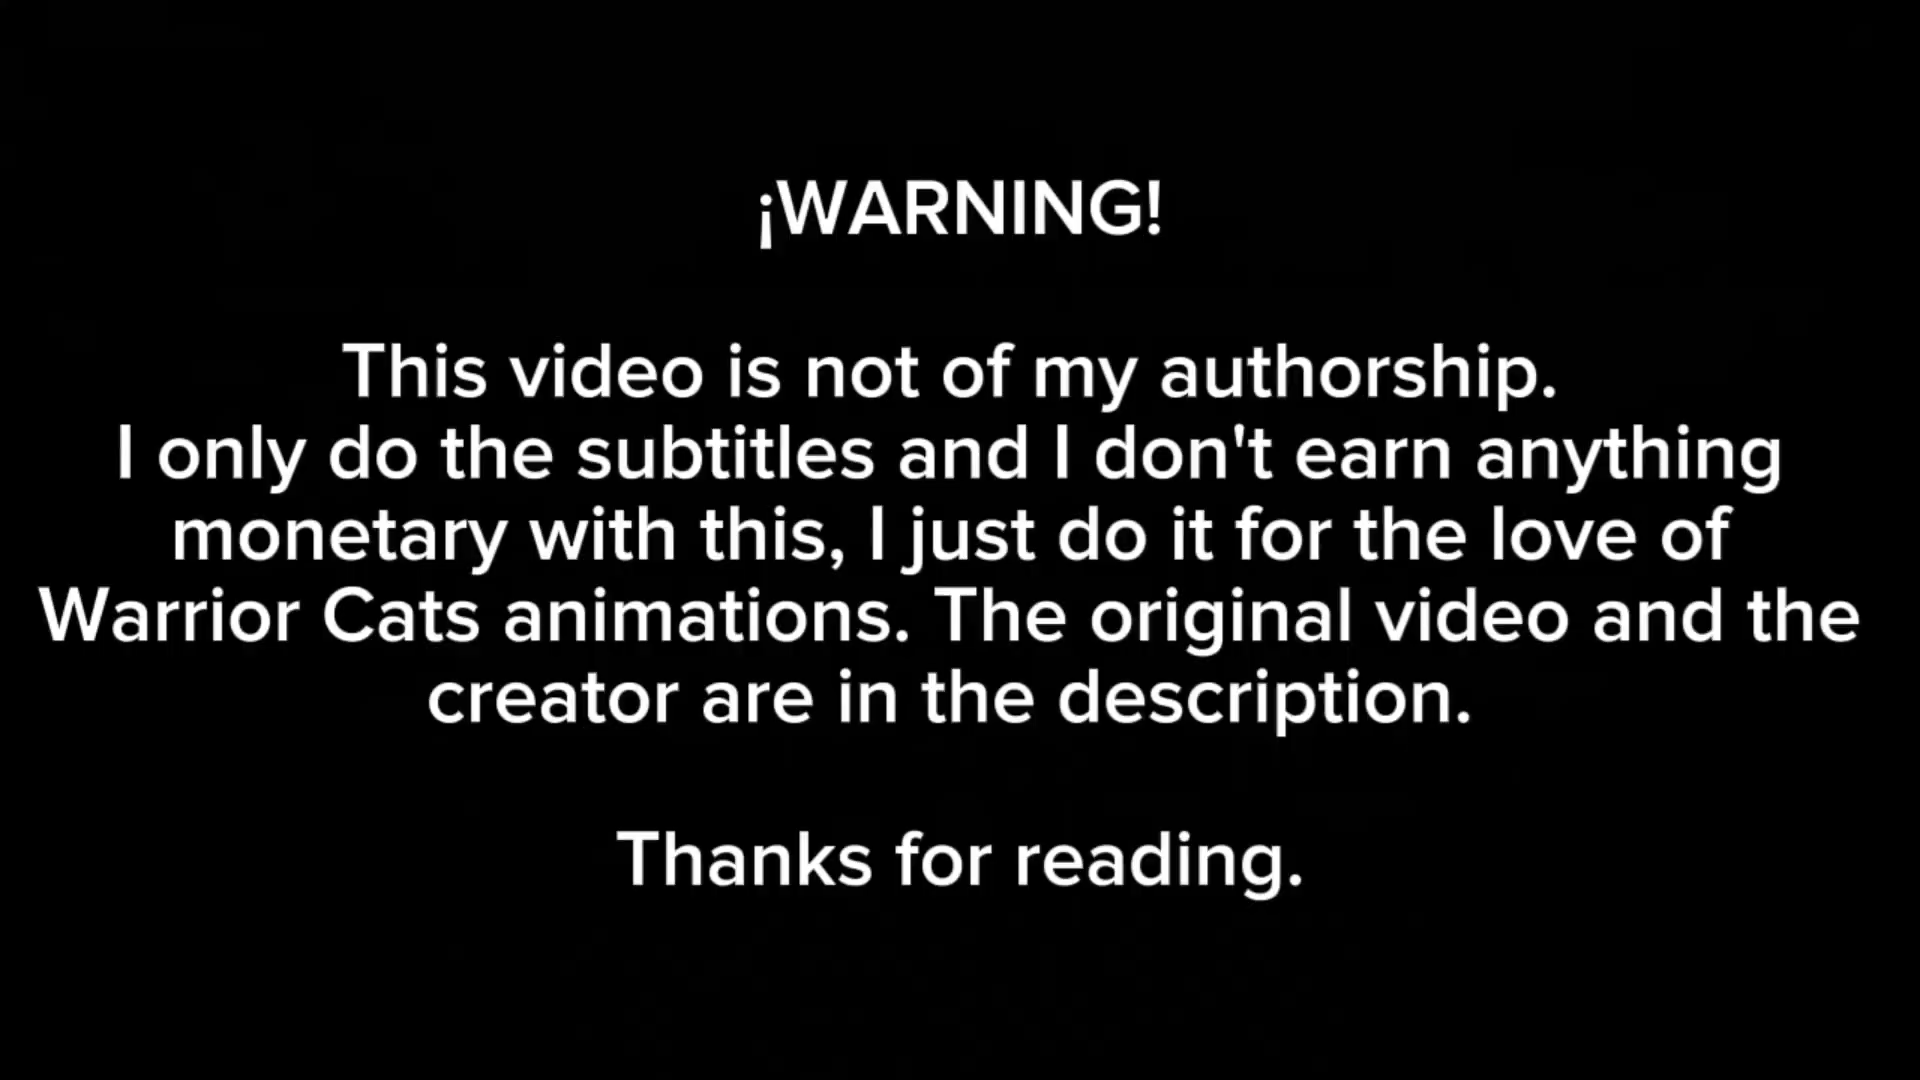 ¡WARNING!
This video is not of my authorship.
I only do the subtitles and I don't earn anything
monetary with this, I just do it for the love of
Warrior Cats animations. The original video and the
creator are in the description.
Thanks for reading.